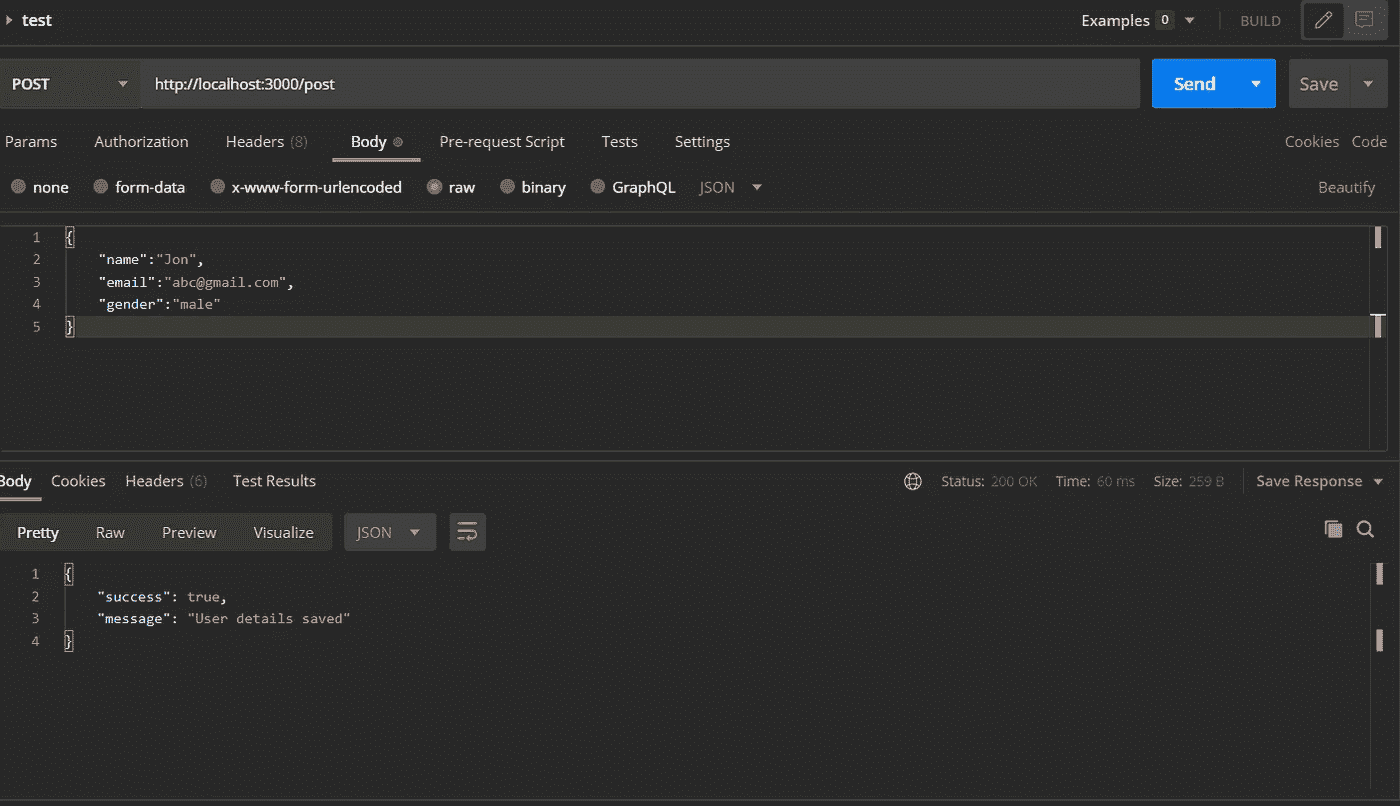 test Examples 0 BUILD
POST http://localhost:3000/post Send Save
Params Authorization Headers (8) Body Pre-request Script Tests Settings Cookies Code
none form-data x-www-form-urlencoded raw binary GraphQL JSON Beautify
1 {
2 "name":"Jon",
3 "email":"abc@gmail.com",
4 "gender":"male"
5 }
Body Cookies Headers (6) Test Results Status: 200 OK Time: 60 ms Size: 259 B Save Response
Pretty Raw Preview Visualize JSON
1 {
2 "success": true,
3 "message": "User details saved"
4 }